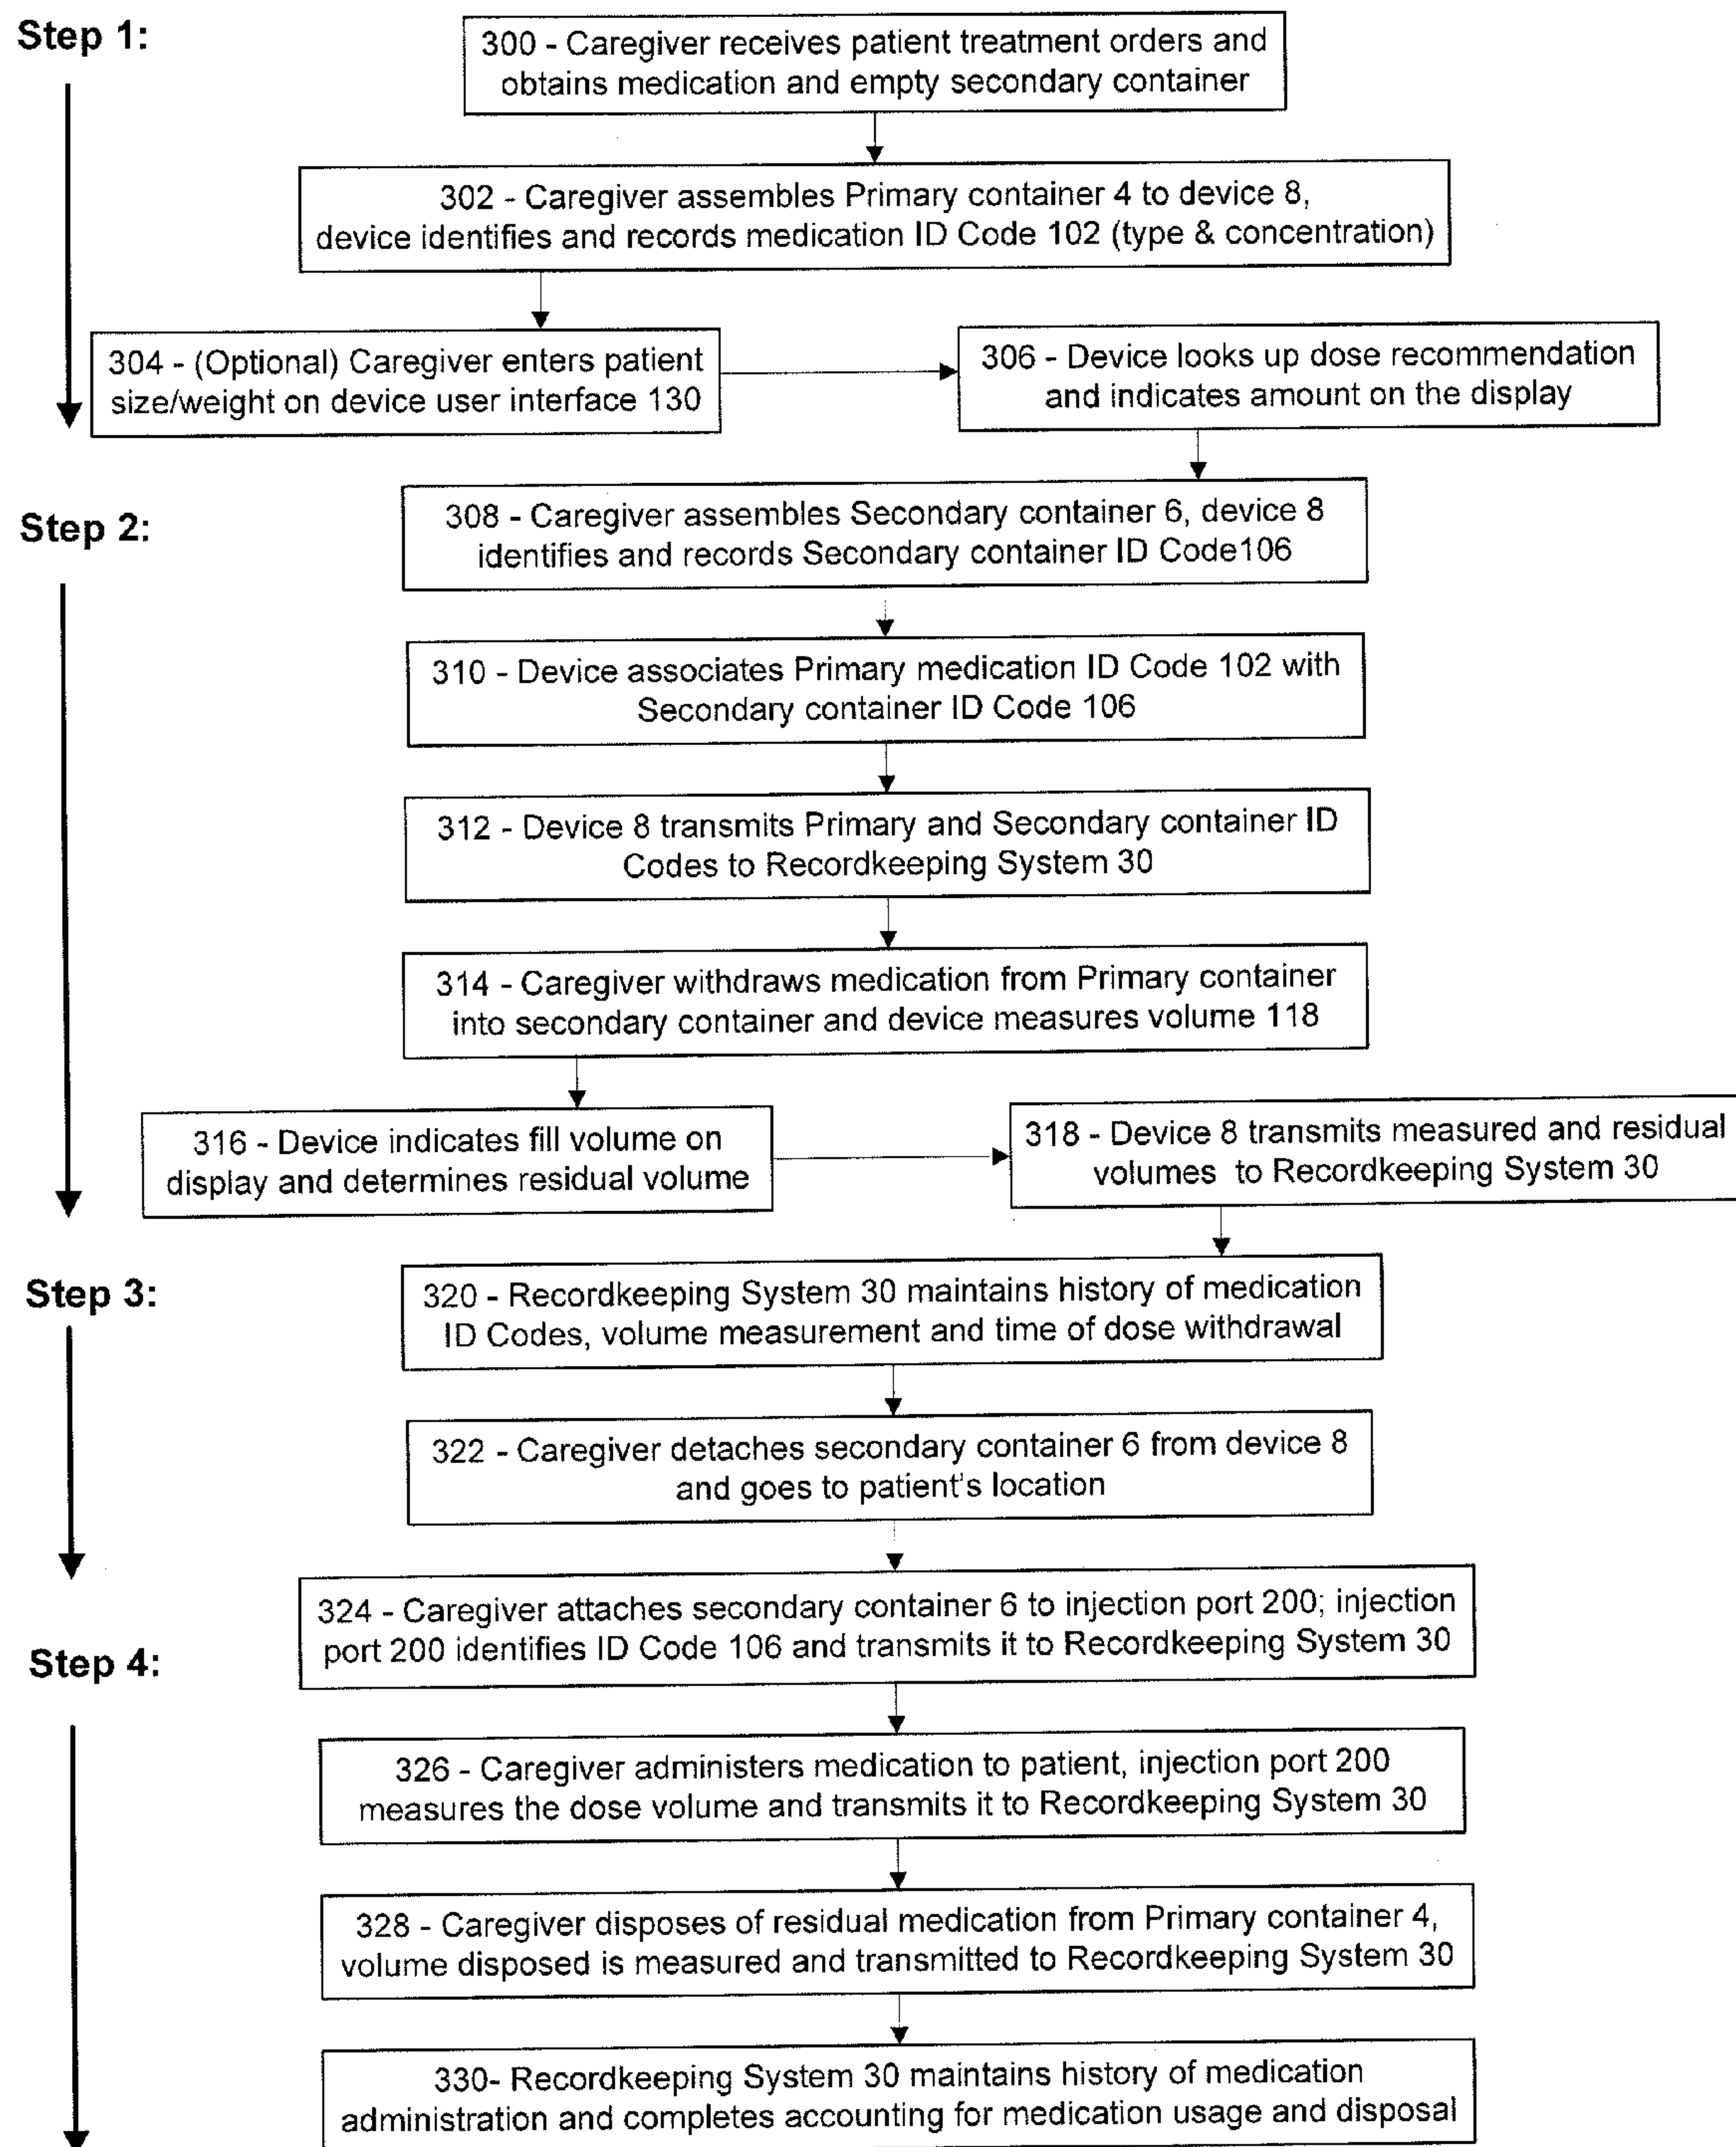 Step 1:
300 - Caregiver receives patient treatment orders and
obtains medication and empty secondary container
302 - Caregiver assembles Primary container 4 to device 8,
device identifies and records medication ID Code 102 (type & concentration)
304 - (Optional) Caregiver enters patient
size/weight on device user interface 130
306 - Device looks up dose recommendation
and indicates amount on the display
Step 2:
308 - Caregiver assembles Secondary container 6, device 8
identifies and records Secondary container ID Code106
310 - Device associates Primary medication ID Code 102 with
Secondary container ID Code 106
312 - Device 8 transmits Primary and Secondary container ID
Codes to Recordkeeping System 30
314 - Caregiver withdraws medication from Primary container
into secondary container and device measures volume 118
316 - Device indicates fill volume on
display and determines residual volume
318 - Device 8 transmits measured and residual
volumes to Recordkeeping System 30
Step 3:
320 - Recordkeeping System 30 maintains history of medication
ID Codes, volume measurement and time of dose withdrawal
322 - Caregiver detaches secondary container 6 from device 8
and goes to patient's location
324 - Caregiver attaches secondary container 6 to injection port 200; injection
port 200 identifies ID Code 106 and transmits it to Recordkeeping System 30
Step 4:
326 - Caregiver administers medication to patient, injection port 200
measures the dose volume and transmits it to Recordkeeping System 30
328 - Caregiver disposes of residual medication from Primary container 4,
volume disposed is measured and transmitted to Recordkeeping System 30
330- Recordkeeping System 30 maintains history of medication
administration and completes accounting for medication usage and disposal